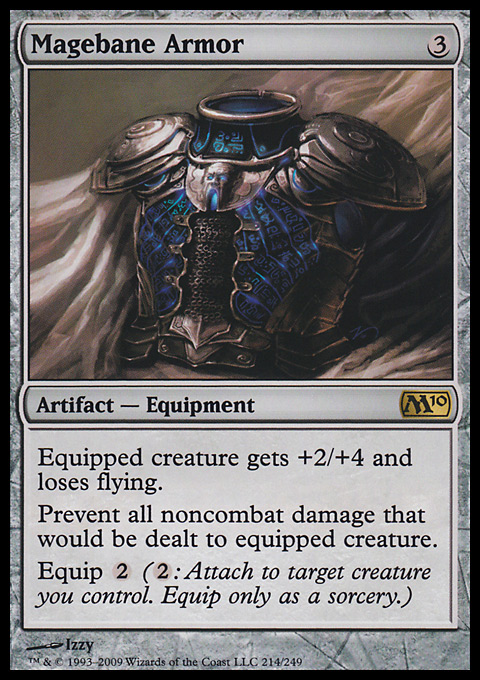 Magebane Armor 3
Artifact — Equipment M10
Equipped creature gets +2/+4 and
loses flying.
Prevent all noncombat damage that
would be dealt to equipped creature.
Equip 2 (2: Attach to target creature
you control. Equip only as a sorcery.)
Izzy
™ & © 1993–2009 Wizards of the Coast LLC 214/249